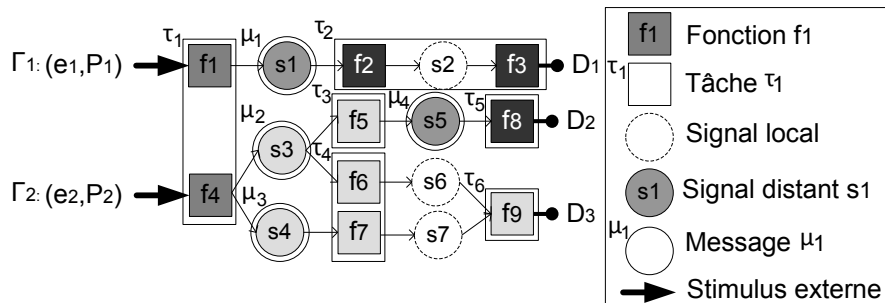 τ1 μ1 τ2
Γ1: (e1,P1) f1 s1 f2 s2 f3 D1
μ2 τ3 μ4 τ5
f5 s5 f8 D2
s3 τ4
Γ2: (e2,P2) f4 μ3 f6 s6 τ6
s4 f7 s7 f9 D3
f1 Fonction f1
τ1 Tâche τ1
Signal local
s1 Signal distant s1
μ1 Message μ1
Stimulus externe